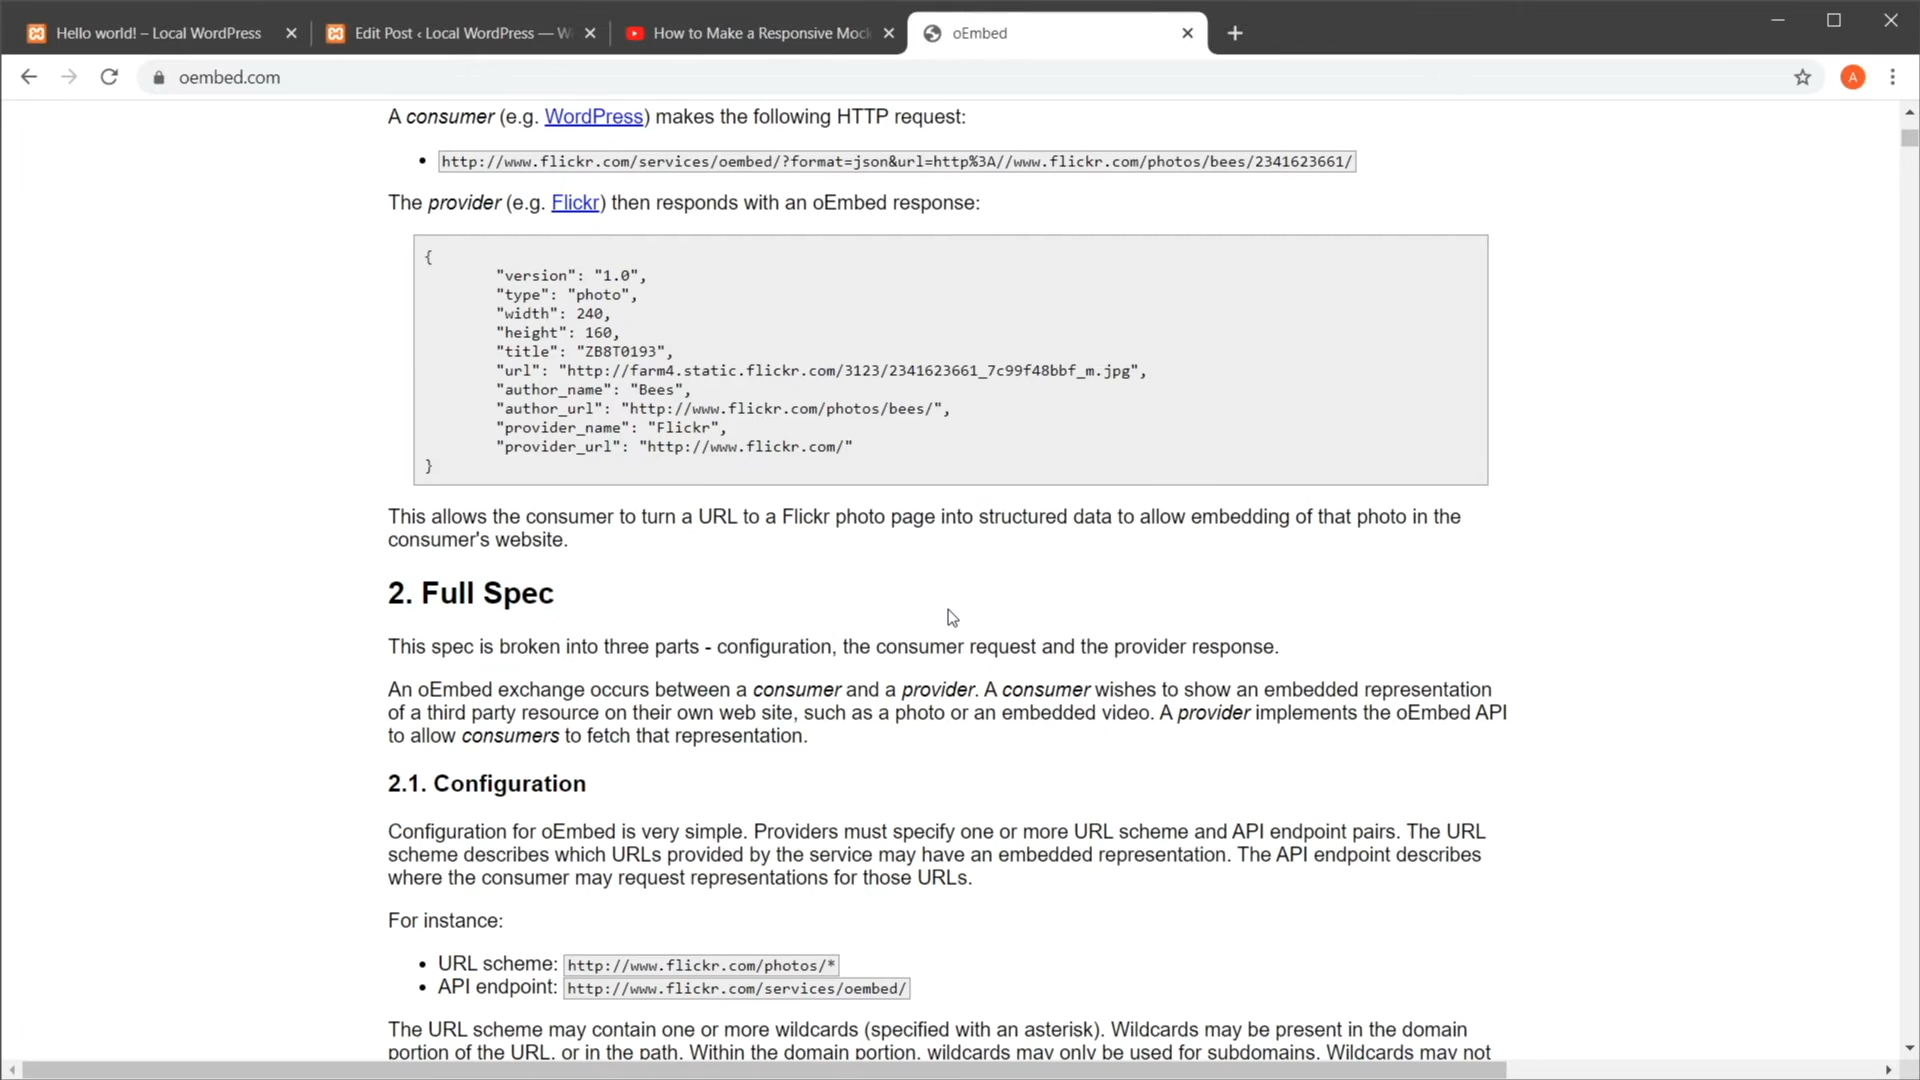 Hello world! – Local WordPress
Edit Post ‹ Local WordPress — W
How to Make a Responsive Mock
oEmbed
oembed.com
A
A consumer (e.g. WordPress) makes the following HTTP request:
• http://www.flickr.com/services/oembed/?format=json&url=http%3A//www.flickr.com/photos/bees/2341623661/
The provider (e.g. Flickr) then responds with an oEmbed response:
{
"version": "1.0",
"type": "photo",
"width": 240,
"height": 160,
"title": "ZB8T0193",
"url": "http://farm4.static.flickr.com/3123/2341623661_7c99f48bbf_m.jpg",
"author_name": "Bees",
"author_url": "http://www.flickr.com/photos/bees/",
"provider_name": "Flickr",
"provider_url": "http://www.flickr.com/"
}
This allows the consumer to turn a URL to a Flickr photo page into structured data to allow embedding of that photo in the
consumer's website.
2. Full Spec
This spec is broken into three parts - configuration, the consumer request and the provider response.
An oEmbed exchange occurs between a consumer and a provider. A consumer wishes to show an embedded representation
of a third party resource on their own web site, such as a photo or an embedded video. A provider implements the oEmbed API
to allow consumers to fetch that representation.
2.1. Configuration
Configuration for oEmbed is very simple. Providers must specify one or more URL scheme and API endpoint pairs. The URL
scheme describes which URLs provided by the service may have an embedded representation. The API endpoint describes
where the consumer may request representations for those URLs.
For instance:
• URL scheme: http://www.flickr.com/photos/*
• API endpoint: http://www.flickr.com/services/oembed/
The URL scheme may contain one or more wildcards (specified with an asterisk). Wildcards may be present in the domain
portion of the URL, or in the path. Within the domain portion, wildcards may only be used for subdomains. Wildcards may not